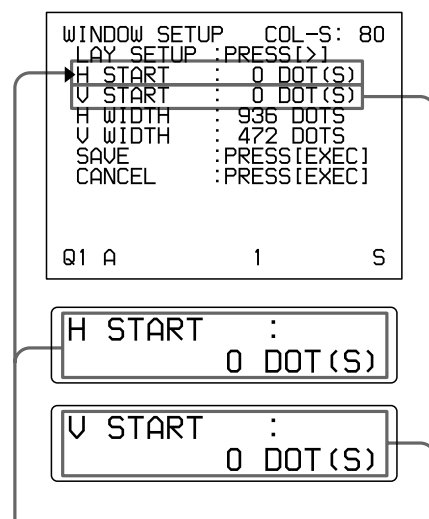 WINDOW SETUP COL-S: 80
LAY SETUP :PRESS[>]
H START : 0 DOT(S)
V START : 0 DOT(S)
H WIDTH : 936 DOTS
V WIDTH : 472 DOTS
SAVE :PRESS[EXEC]
CANCEL :PRESS[EXEC]
Q1 A 1 S
H START :
0 DOT(S)
V START :
0 DOT(S)